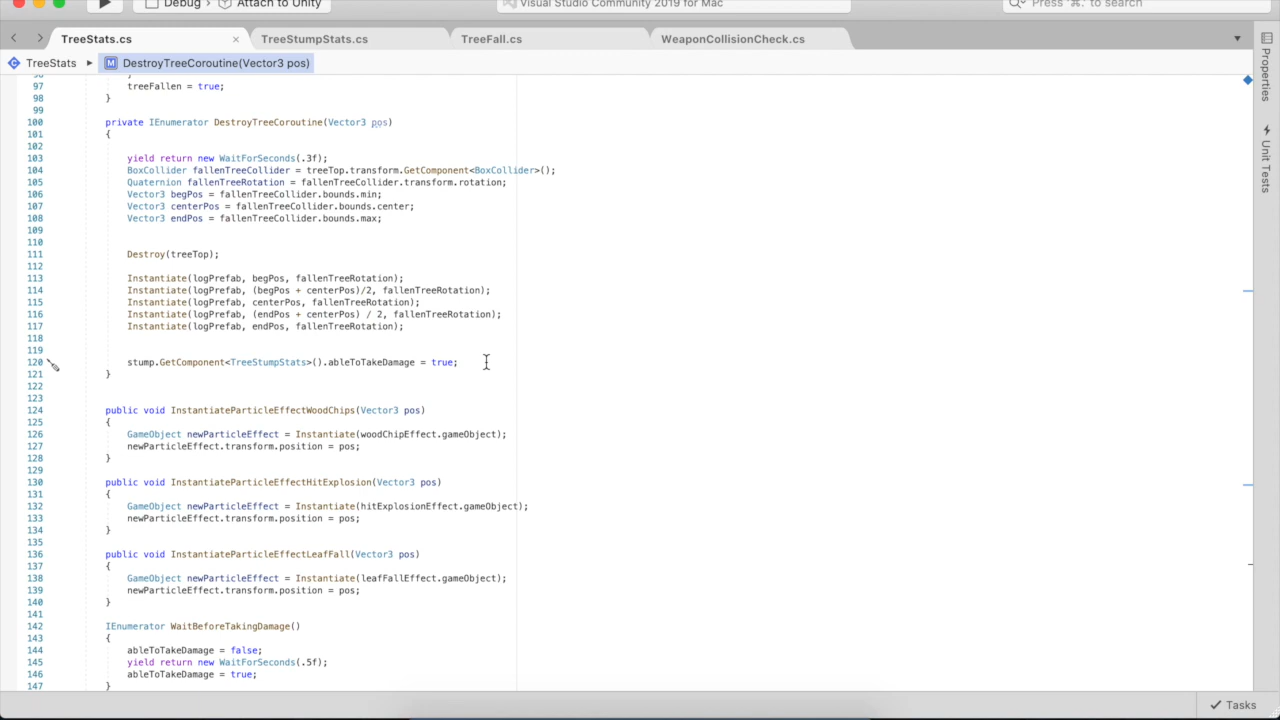 Debug
Attach to Unity
Visual Studio Community 2019 for Mac
Press '⌘.' to search
TreeStats.cs
TreeStumpStats.cs
TreeFall.cs
WeaponCollisionCheck.cs
TreeStats
M DestroyTreeCoroutine(Vector3 pos)
Properties
Unit Tests
96 }
97 treeFallen = true;
98 }
99
100 private IEnumerator DestroyTreeCoroutine(Vector3 pos)
101 {
102
103 yield return new WaitForSeconds(.3f);
104 BoxCollider fallenTreeCollider = treeTop.transform.GetComponent<BoxCollider>();
105 Quaternion fallenTreeRotation = fallenTreeCollider.transform.rotation;
106 Vector3 begPos = fallenTreeCollider.bounds.min;
107 Vector3 centerPos = fallenTreeCollider.bounds.center;
108 Vector3 endPos = fallenTreeCollider.bounds.max;
109
110
111 Destroy(treeTop);
112
113 Instantiate(logPrefab, begPos, fallenTreeRotation);
114 Instantiate(logPrefab, (begPos + centerPos)/2, fallenTreeRotation);
115 Instantiate(logPrefab, centerPos, fallenTreeRotation);
116 Instantiate(logPrefab, (endPos + centerPos) / 2, fallenTreeRotation);
117 Instantiate(logPrefab, endPos, fallenTreeRotation);
118
119
120 stump.GetComponent<TreeStumpStats>().ableToTakeDamage = true;
121 }
122
123
124 public void InstantiateParticleEffectWoodChips(Vector3 pos)
125 {
126 GameObject newParticleEffect = Instantiate(woodChipEffect.gameObject);
127 newParticleEffect.transform.position = pos;
128 }
129
130 public void InstantiateParticleEffectHitExplosion(Vector3 pos)
131 {
132 GameObject newParticleEffect = Instantiate(hitExplosionEffect.gameObject);
133 newParticleEffect.transform.position = pos;
134 }
135
136 public void InstantiateParticleEffectLeafFall(Vector3 pos)
137 {
138 GameObject newParticleEffect = Instantiate(leafFallEffect.gameObject);
139 newParticleEffect.transform.position = pos;
140 }
141
142 IEnumerator WaitBeforeTakingDamage()
143 {
144 ableToTakeDamage = false;
145 yield return new WaitForSeconds(.5f);
146 ableToTakeDamage = true;
147 }
Tasks